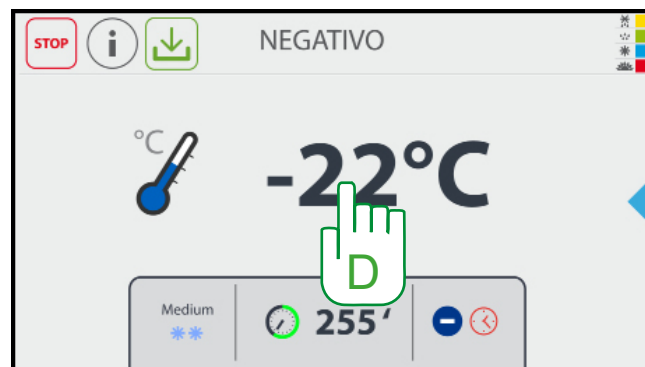 STOP
i
NEGATIVO
°C
-22°C
D
Medium
255‘